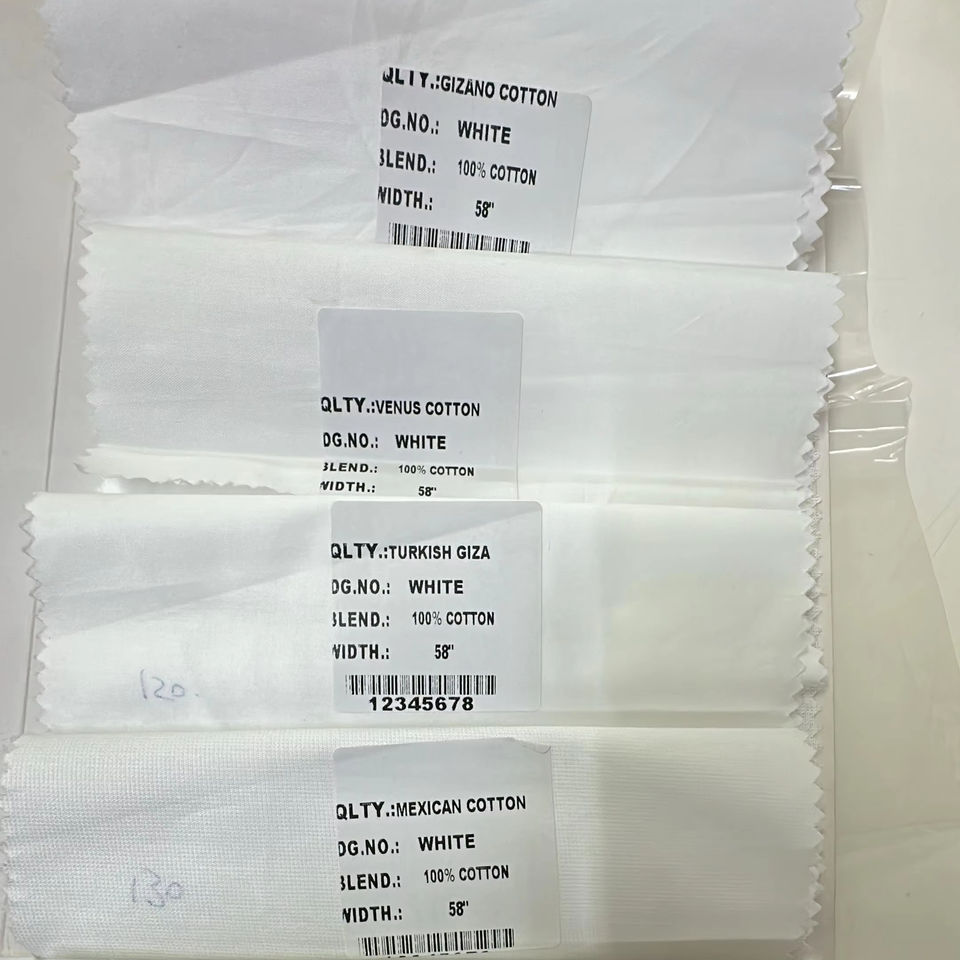 QLTY.:GIZANO COTTON
DG.NO.: WHITE
BLEND.: 100% COTTON
WIDTH.: 58"
QLTY.:VENUS COTTON
DG.NO.: WHITE
BLEND.: 100% COTTON
WIDTH.: 58"
QLTY.:TURKISH GIZA
DG.NO.: WHITE
BLEND.: 100% COTTON
WIDTH.: 58"
120.
12345678
QLTY.:MEXICAN COTTON
DG.NO.: WHITE
BLEND.: 100% COTTON
130
WIDTH.: 58"